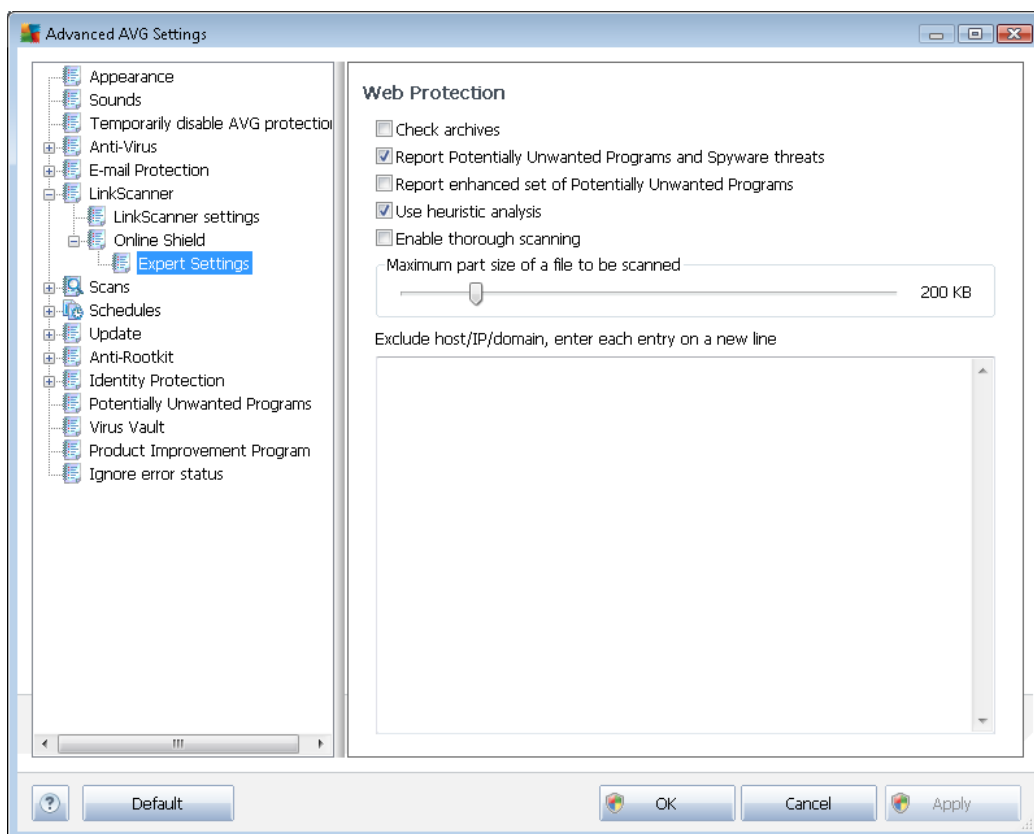 Advanced AVG Settings
Appearance
Sounds
Temporarily disable AVG protection
Anti-Virus
E-mail Protection
LinkScanner
LinkScanner settings
Online Shield
Expert Settings
Scans
Schedules
Update
Anti-Rootkit
Identity Protection
Potentially Unwanted Programs
Virus Vault
Product Improvement Program
Ignore error status
Web Protection
Check archives
Report Potentially Unwanted Programs and Spyware threats
Report enhanced set of Potentially Unwanted Programs
Use heuristic analysis
Enable thorough scanning
Maximum part size of a file to be scanned
200 KB
Exclude host/IP/domain, enter each entry on a new line
? Default OK Cancel Apply